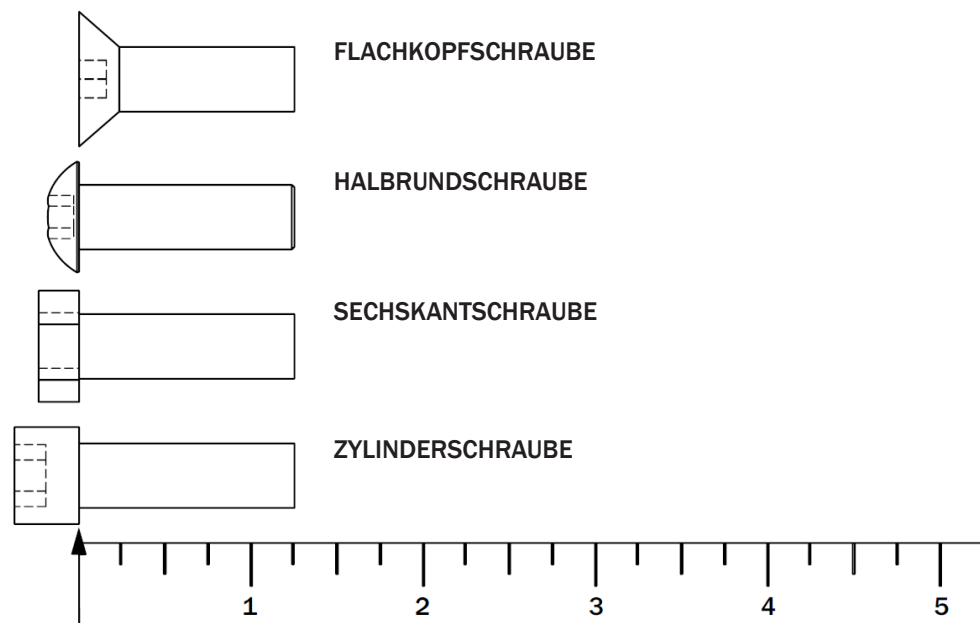 FLACHKOPFSCHRAUBE
HALBRUNDSCHRAUBE
SECHSKANTSCHRAUBE
ZYLINDERSCHRAUBE
1 2 3 4 5